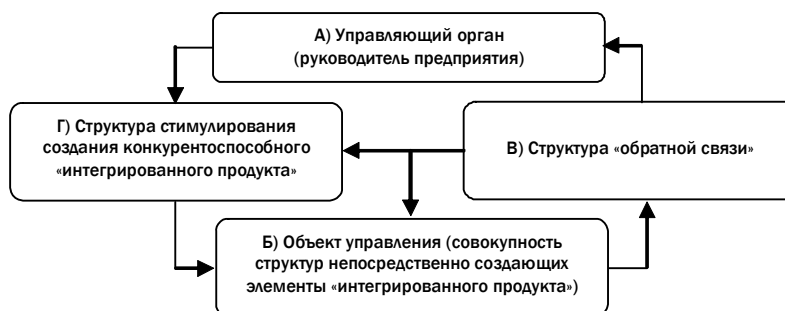 А) Управляющий орган
(руководитель предприятия)
Г) Структура стимулирования
создания конкурентоспособного
«интегрированного продукта»
В) Структура «обратной связи»
Б) Объект управления (совокупность
структур непосредственно создающих
элементы «интегрированного продукта»)